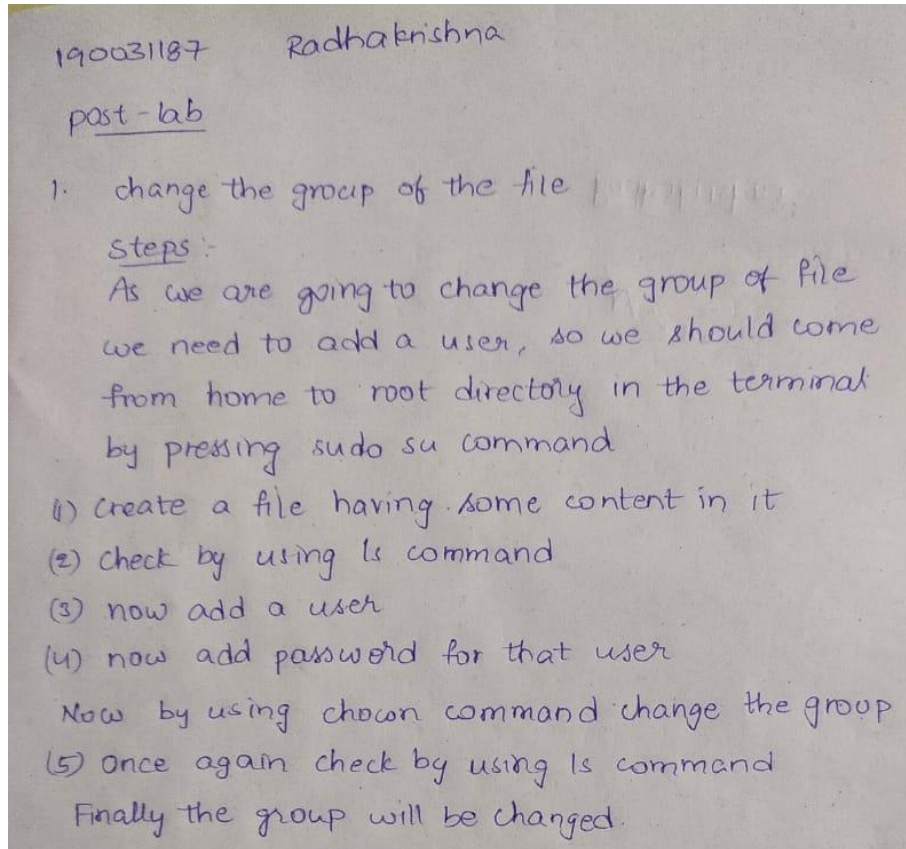 190031187 Radhakrishna
post-lab
1. change the group of the file
steps :-
As we are going to change the group of file
we need to add a user, so we should come
from home to root directory in the terminal
by pressing sudo su command
(1) Create a file having some content in it
(2) Check by using ls command
(3) now add a user
(4) now add password for that user
Now by using chown command change the group
(5) Once again check by using ls command
Finally the group will be changed.